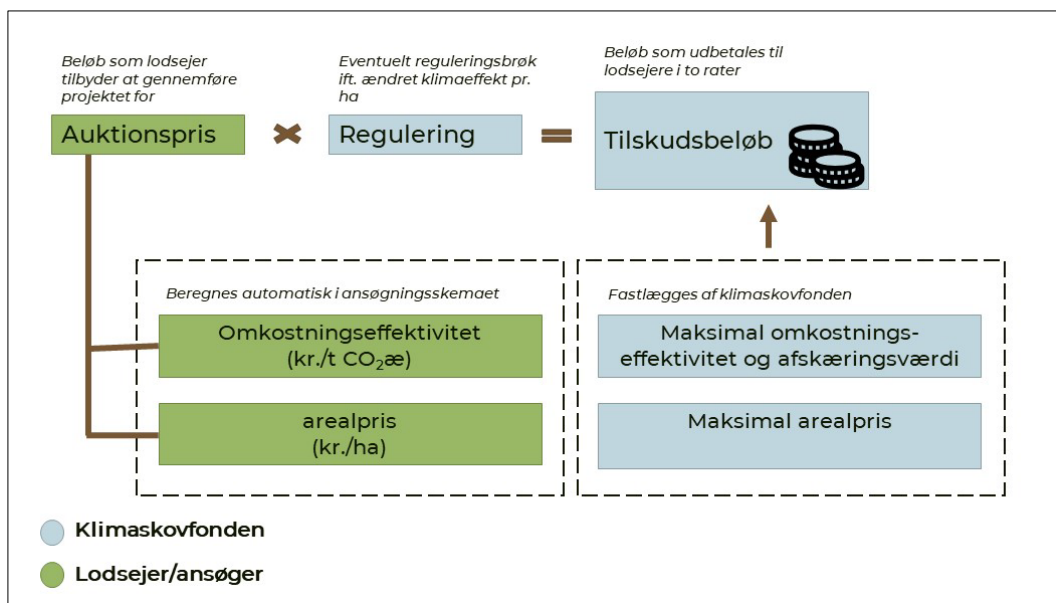 Beløb som lodsejer
tilbyder at gennemføre
projektet for
Auktionspris
Eventuelt reguleringsbrøk
ift. ændret klimaeffekt pr.
ha
Regulering
Beløb som udbetales til
lodsejere i to rater
Tilskudsbeløb
Beregnes automatisk i ansøgningsskemaet
Omkostningseffektivitet
(kr./t CO₂æ)
arealpris
(kr./ha)
Fastlægges af klimaskovfonden
Maksimal omkostnings-
effektivitet og afskæringsværdi
Maksimal arealpris
Klimaskovfonden
Lodsejer/ansøger